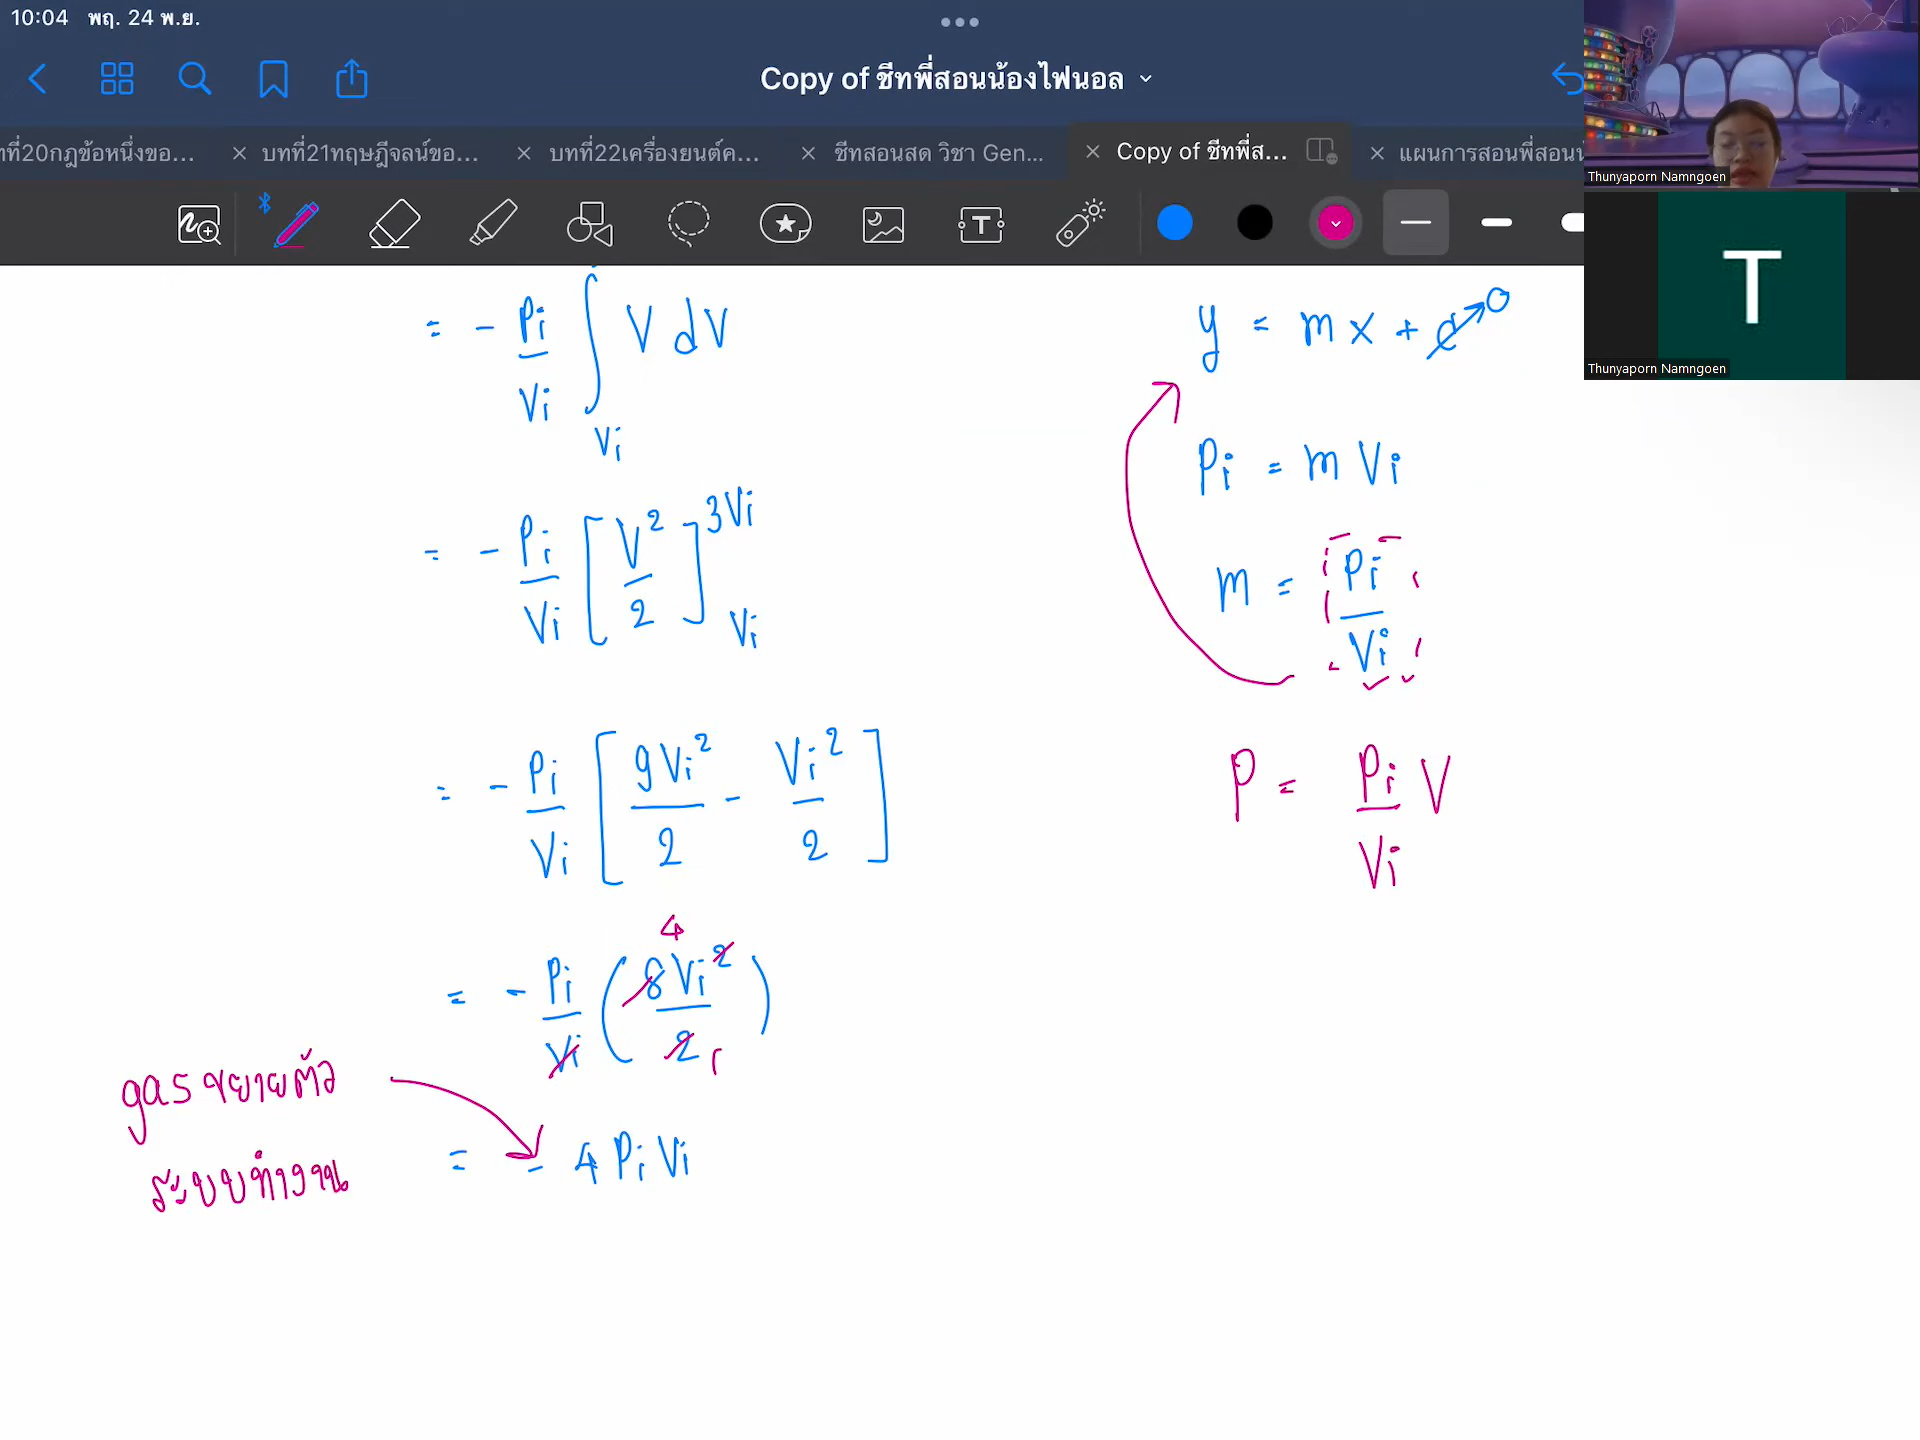 10:04 พฤ. 24 พ.ย.
Copy of ชีทพี่สอนน้องไฟนอล
ทที่20กฎข้อหนึ่งขอ... × บทที่21ทฤษฎีจลน์ขอ... × บทที่22เครื่องยนต์ค... × ชีทสอนสด วิชา Gen... × Copy of ชีทพี่ส... × แผนการสอนพี่สอนน
Thunyaporn Namngoen
T
Thunyaporn Namngoen
= - Pi/Vi ∫ Vi V dV
= - Pi/Vi [V²/2] 3Vi Vi
= - Pi/Vi [9Vi²/2 - Vi²/2]
4
= - Pi/Vi (8Vi²/2) 1
gas ขยายตัว
ระบบทำงาน
= - 4 Pi Vi
y = mx + c 0
Pi = m Vi
m = Pi/Vi
P = Pi/Vi V